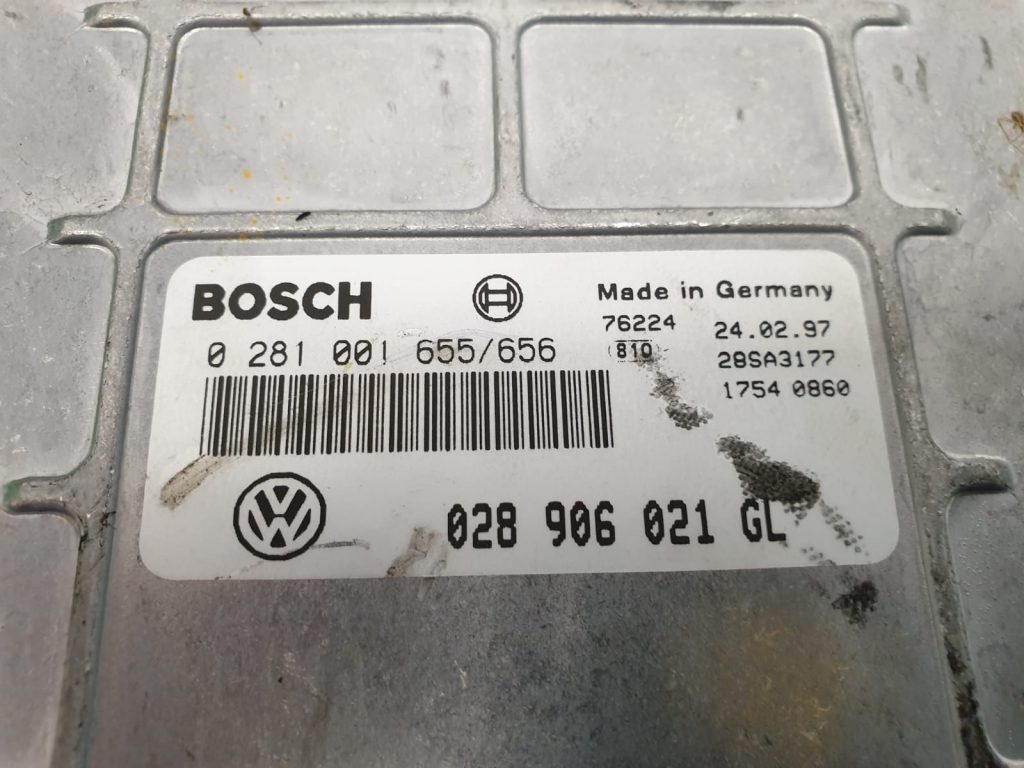 BOSCH
Made in Germany
76224 24.02.97
0 281 001 655/656
810 28SA3177
1754 0860
028 906 021 GL